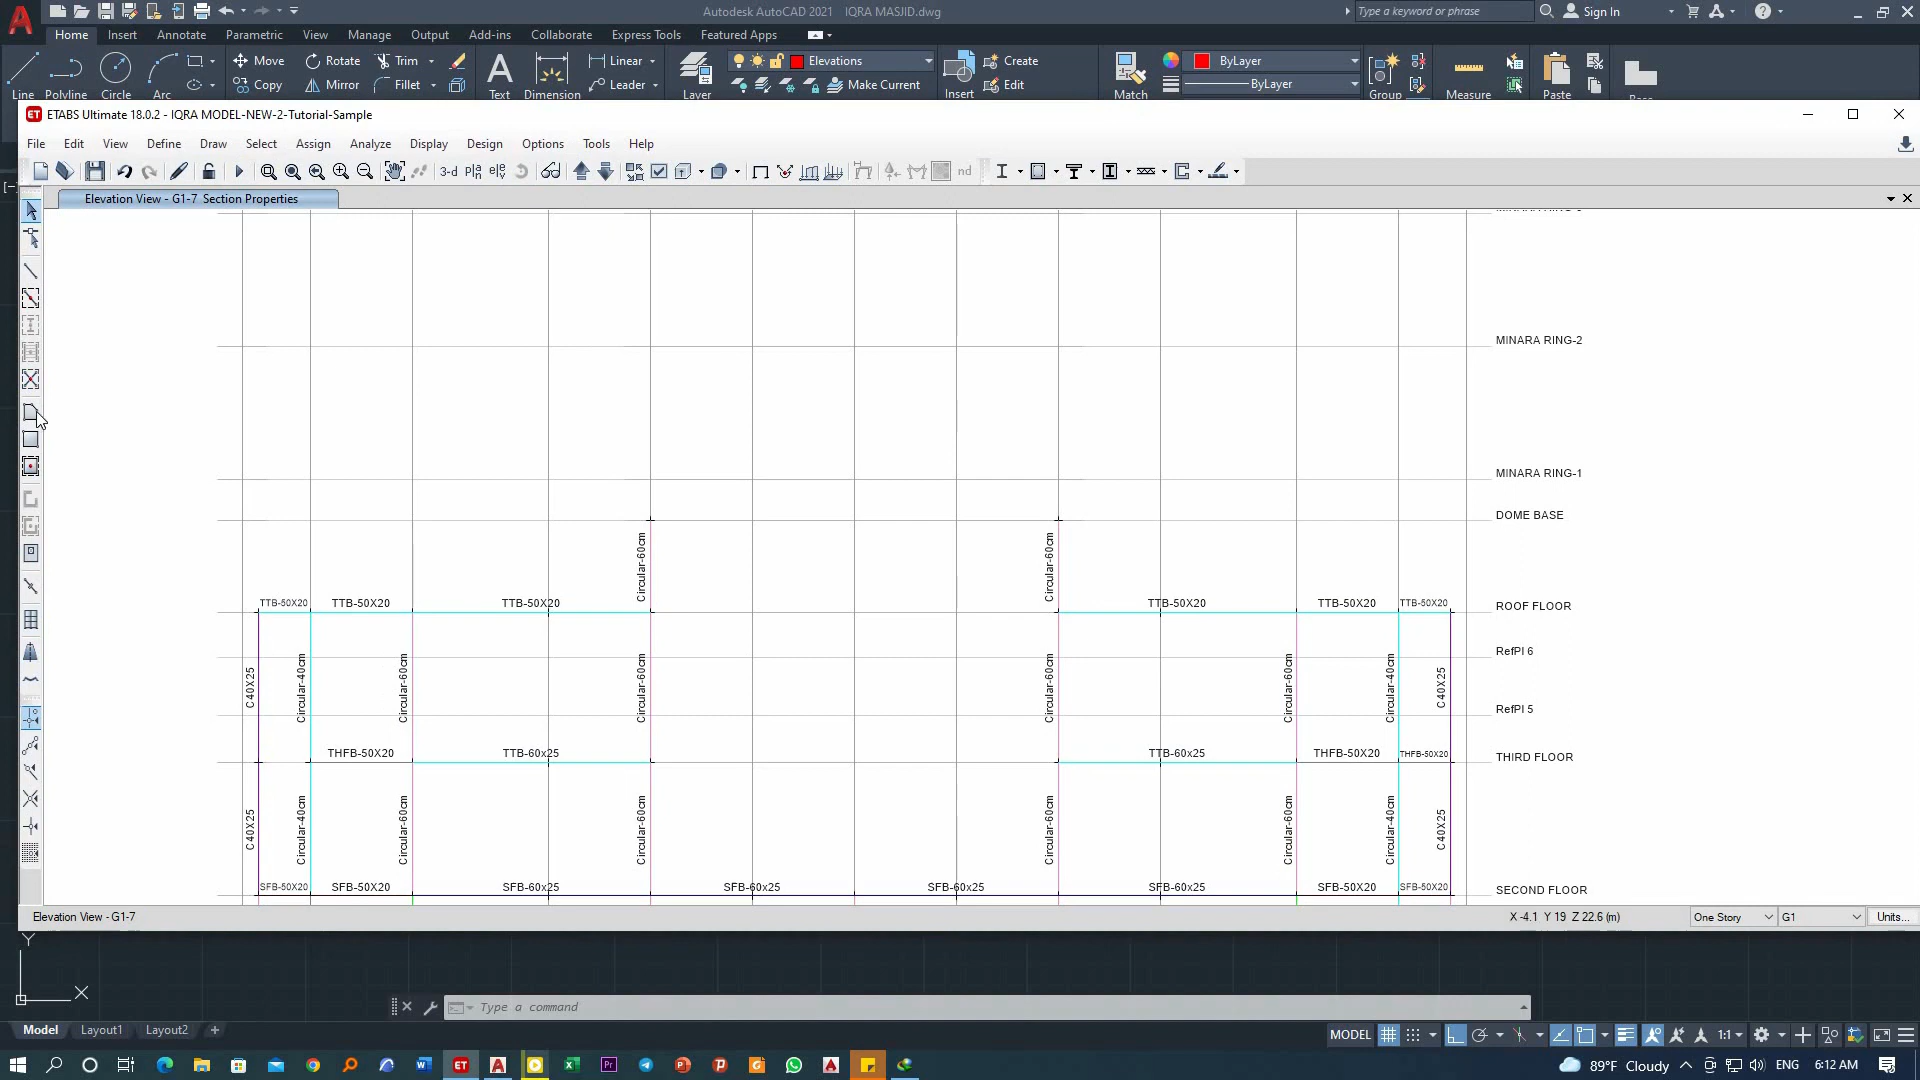 Autodesk AutoCAD 2021 IQRA MASJID.dwg
Type a keyword or phrase
Sign In
Home Insert Annotate Parametric View Manage Output Add-ins Collaborate Express Tools Featured Apps
Line Polyline Circle Arc
Move Rotate Trim
Copy Mirror Fillet
Text Dimension
Linear
Leader
Layer
Elevations
Make Current
Insert
Create
Edit
Match
ByLayer
ByLayer
Group
Measure
Paste
ETABS Ultimate 18.0.2 - IQRA MODEL-NEW-2-Tutorial-Sample
File Edit View Define Draw Select Assign Analyze Display Design Options Tools Help
3-d pla ele nd
Elevation View - G1-7 Section Properties
MINARA RING-2
MINARA RING-1
DOME BASE
Circular-60cm Circular-60cm
TTB-50X20 TTB-50X20 TTB-50X20 TTB-50X20 TTB-50X20 TTB-50X20
ROOF FLOOR
RefPl 6
C40X25 Circular-40cm Circular-60cm Circular-60cm Circular-60cm Circular-60cm Circular-40cm C40X25
RefPl 5
THFB-50X20 TTB-60x25 TTB-60x25 THFB-50X20 THFB-50X20
THIRD FLOOR
C40X25 Circular-40cm Circular-60cm Circular-60cm Circular-60cm Circular-60cm Circular-40cm C40X25
SFB-50X20 SFB-50X20 SFB-60x25 SFB-60x25 SFB-60x25 SFB-60x25 SFB-50X20 SFB-50X20
SECOND FLOOR
Elevation View - G1-7
X -4.1 Y 19 Z 22.6 (m)
One Story
G1
Units...
Y
X
Type a command
Model Layout1 Layout2
MODEL
1:1
89°F Cloudy
ENG
6:12 AM